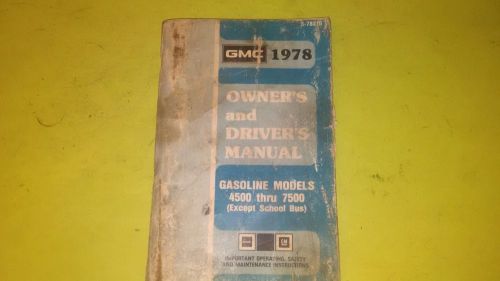 GMC 1978
OWNER'S
and
DRIVER'S
MANUAL
GASOLINE MODELS
4500 thru 7500
(Except School Bus)
GM
IMPORTANT OPERATING, SAFETY
AND MAINTENANCE INSTRUCTIONS